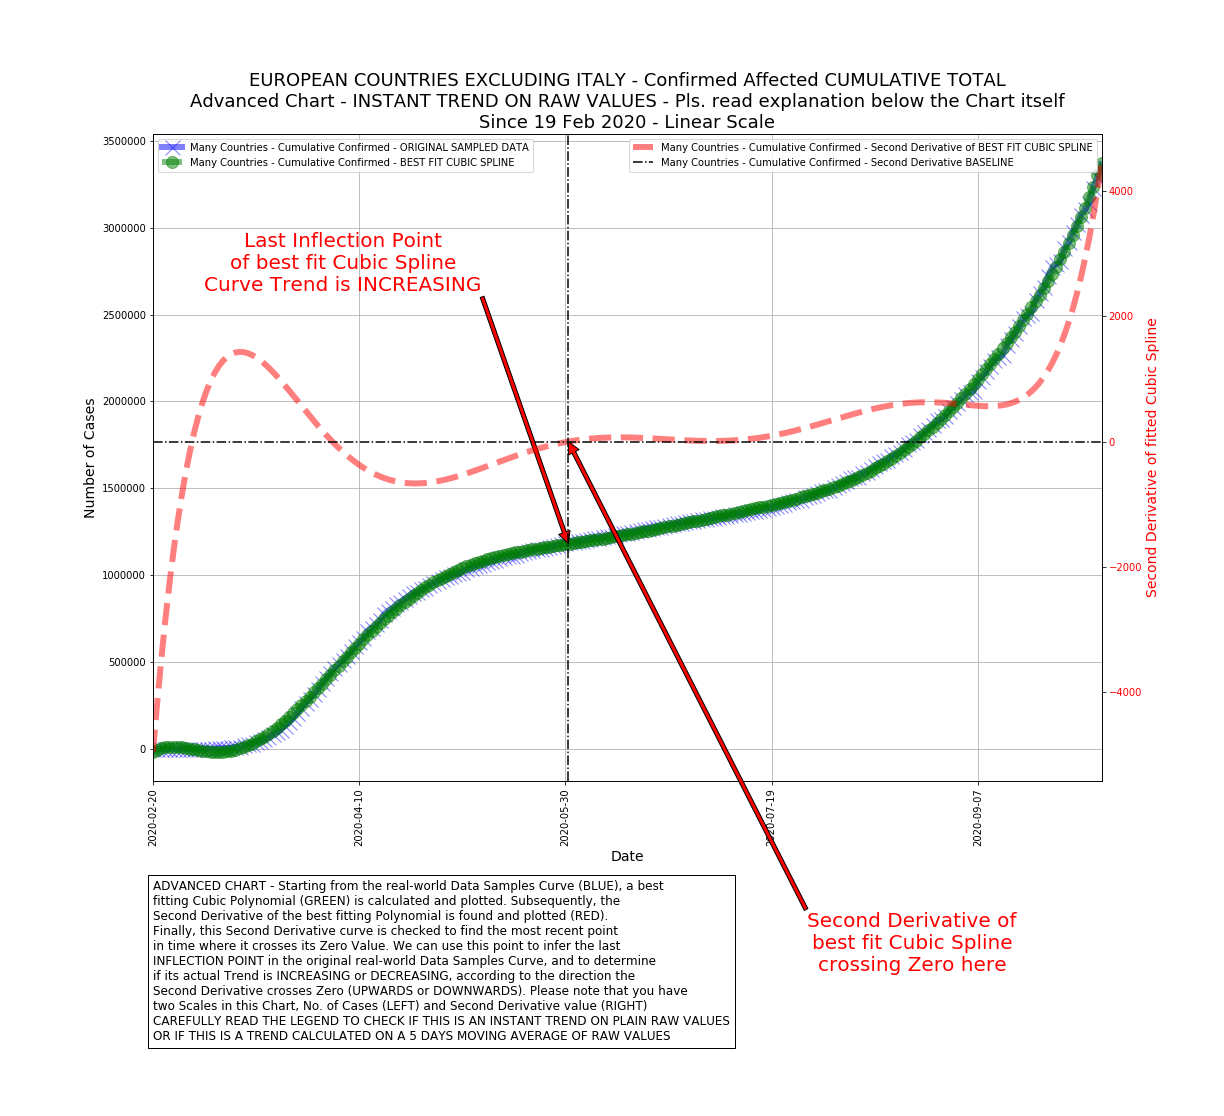 EUROPEAN COUNTRIES EXCLUDING ITALY - Confirmed Affected CUMULATIVE TOTAL
Advanced Chart - INSTANT TREND ON RAW VALUES - Pls. read explanation below the Chart itself
Since 19 Feb 2020 - Linear Scale
Many Countries - Cumulative Confirmed - ORIGINAL SAMPLED DATA
Many Countries - Cumulative Confirmed - BEST FIT CUBIC SPLINE
Many Countries - Cumulative Confirmed - Second Derivative of BEST FIT CUBIC SPLINE
Many Countries - Cumulative Confirmed - Second Derivative BASELINE
Last Inflection Point
of best fit Cubic Spline
Curve Trend is INCREASING
Number of Cases
3500000
3000000
2500000
2000000
1500000
1000000
500000
0
4000
2000
0
−2000
−4000
Second Derivative of fitted Cubic Spline
2020-02-20
2020-04-10
2020-05-30
2020-07-19
2020-09-07
Date
Second Derivative of
best fit Cubic Spline
crossing Zero here
ADVANCED CHART - Starting from the real-world Data Samples Curve (BLUE), a best
fitting Cubic Polynomial (GREEN) is calculated and plotted. Subsequently, the
Second Derivative of the best fitting Polynomial is found and plotted (RED).
Finally, this Second Derivative curve is checked to find the most recent point
in time where it crosses its Zero Value. We can use this point to infer the last
INFLECTION POINT in the original real-world Data Samples Curve, and to determine
if its actual Trend is INCREASING or DECREASING, according to the direction the
Second Derivative crosses Zero (UPWARDS or DOWNWARDS). Please note that you have
two Scales in this Chart, No. of Cases (LEFT) and Second Derivative value (RIGHT)
CAREFULLY READ THE LEGEND TO CHECK IF THIS IS AN INSTANT TREND ON PLAIN RAW VALUES
OR IF THIS IS A TREND CALCULATED ON A 5 DAYS MOVING AVERAGE OF RAW VALUES